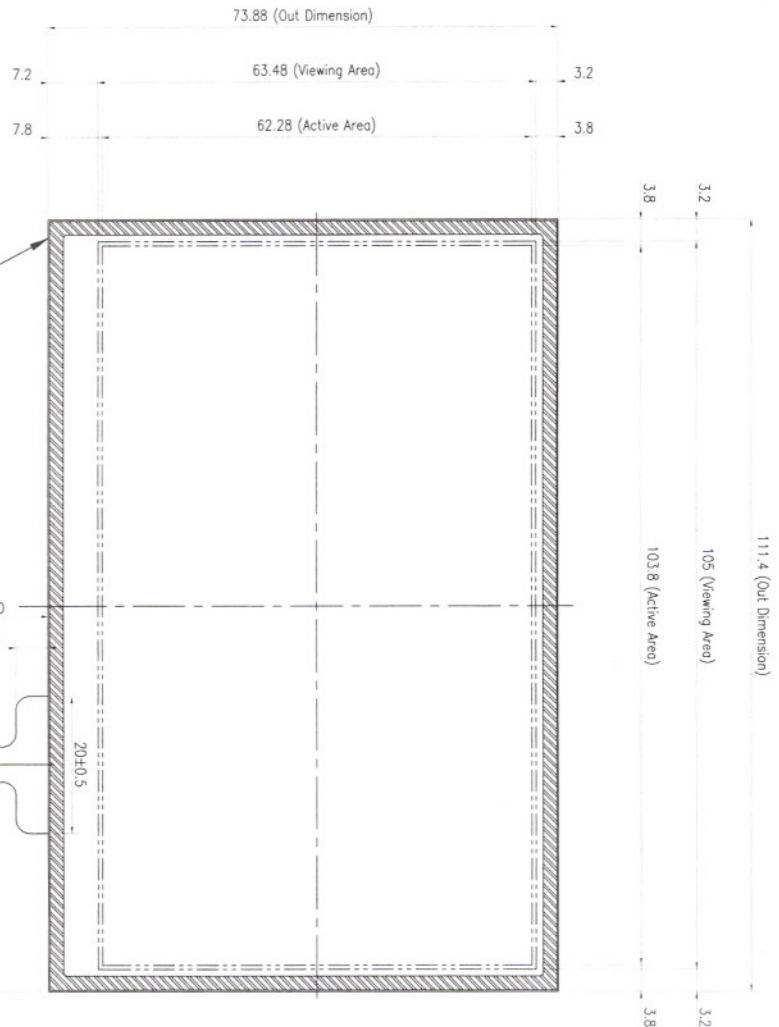 73.88 (Out Dimension)
7.2
63.48 (Viewing Area)
3.2
7.8
62.28 (Active Area)
3.8
3.8
103.8 (Active Area)
3.8
3.2
105 (Viewing Area)
3.2
111.4 (Out Dimension)
20±0.5